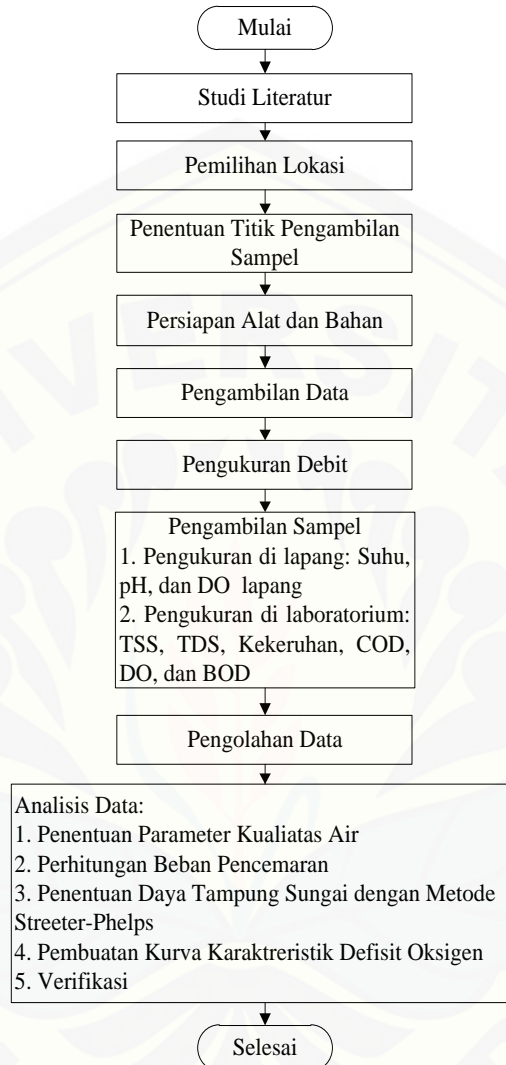 Mulai
Studi Literatur
Pemilihan Lokasi
Penentuan Titik Pengambilan
Sampel
Persiapan Alat dan Bahan
Pengambilan Data
Pengukuran Debit
Pengambilan Sampel
1. Pengukuran di lapang: Suhu,
pH, dan DO lapang
2. Pengukuran di laboratorium:
TSS, TDS, Kekeruhan, COD,
DO, dan BOD
Pengolahan Data
Analisis Data:
1. Penentuan Parameter Kualiatas Air
2. Perhitungan Beban Pencemaran
3. Penentuan Daya Tampung Sungai dengan Metode
Streeter-Phelps
4. Pembuatan Kurva Karaktreristik Defisit Oksigen
5. Verifikasi
Selesai